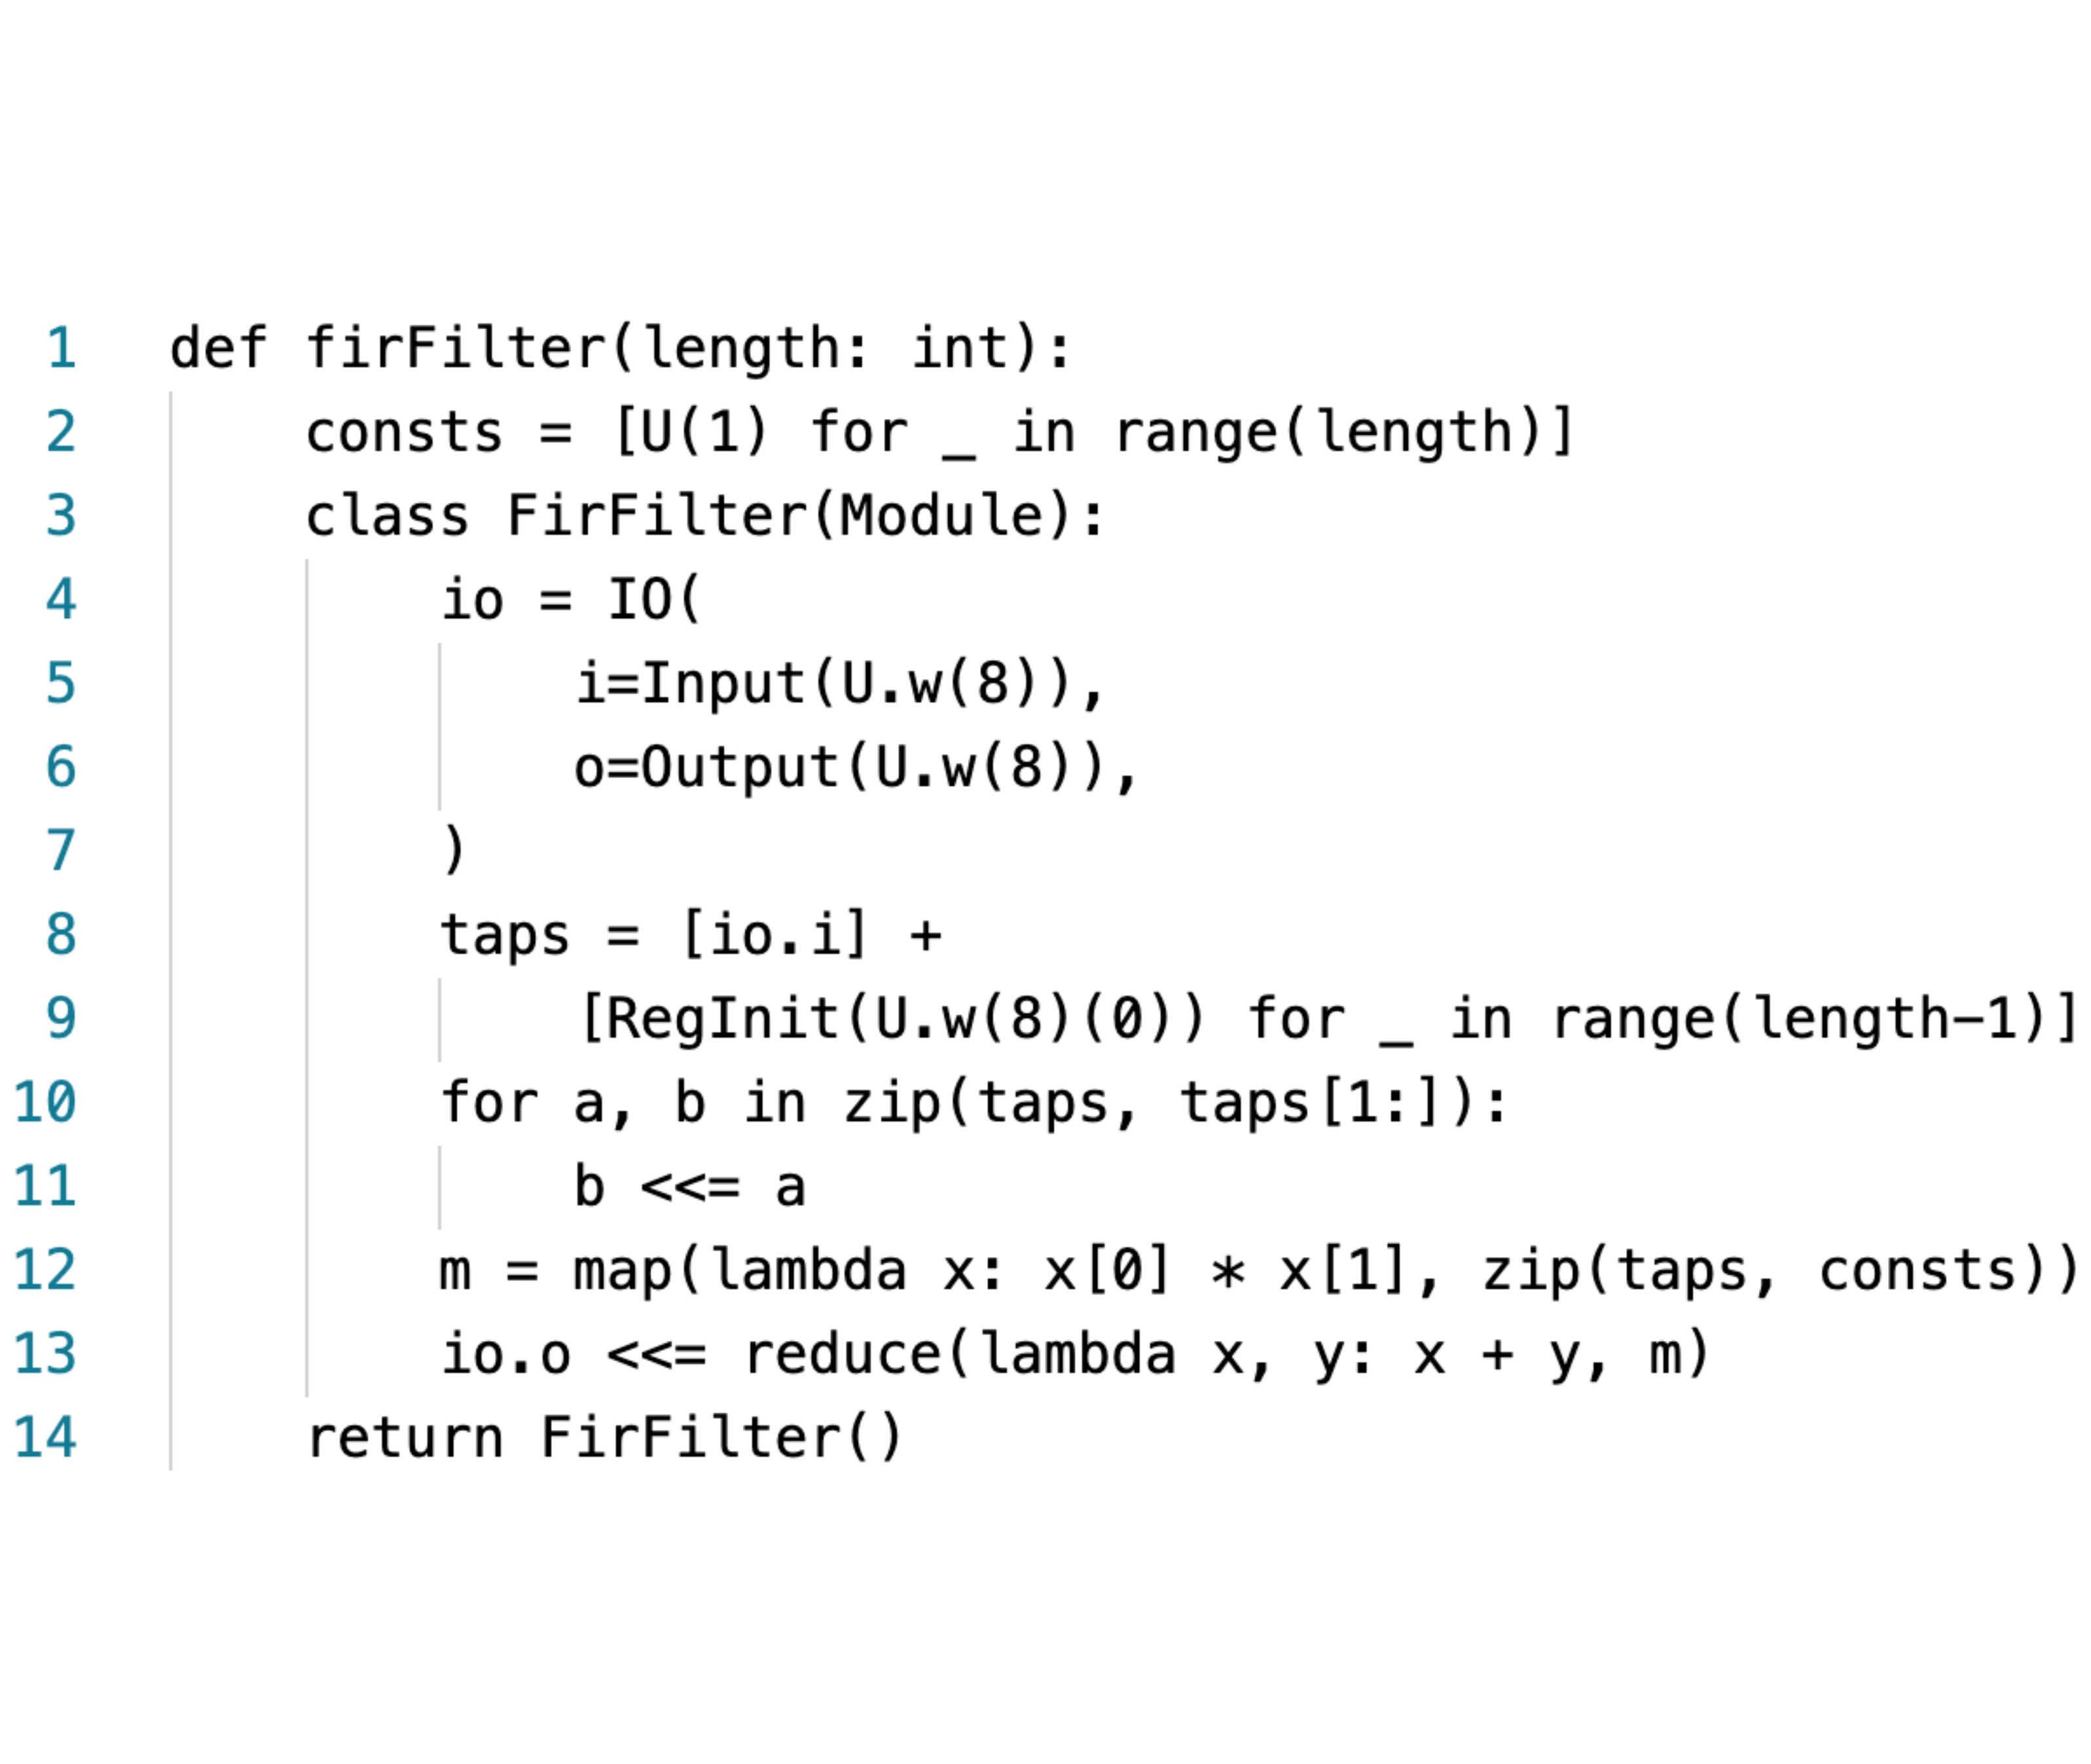 1 def firFilter(length: int):
2     consts = [U(1) for _ in range(length)]
3     class FirFilter(Module):
4         io = IO(
5             i=Input(U.w(8)),
6             o=Output(U.w(8)),
7         )
8         taps = [io.i] +
9             [RegInit(U.w(8)(0)) for _ in range(length-1)]
10         for a, b in zip(taps, taps[1:]):
11             b <<= a
12         m = map(lambda x: x[0] * x[1], zip(taps, consts))
13         io.o <<= reduce(lambda x, y: x + y, m)
14     return FirFilter()